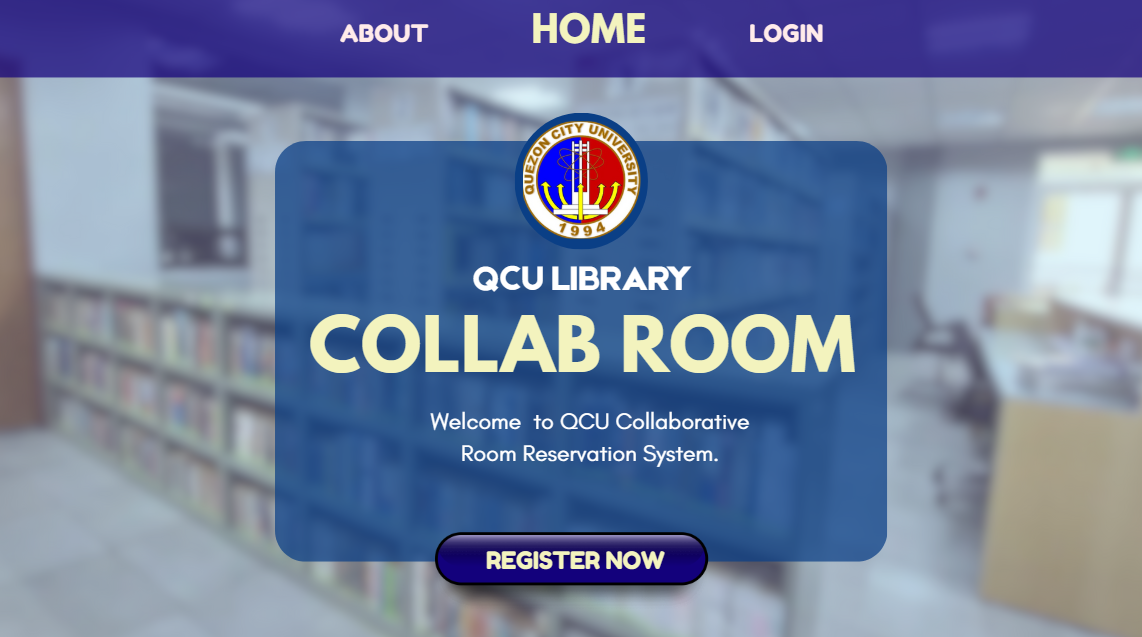 ABOUT HOME LOGIN
QUEZON CITY UNIVERSITY
1994
QCU LIBRARY
COLLAB ROOM
Welcome to QCU Collaborative
Room Reservation System.
REGISTER NOW